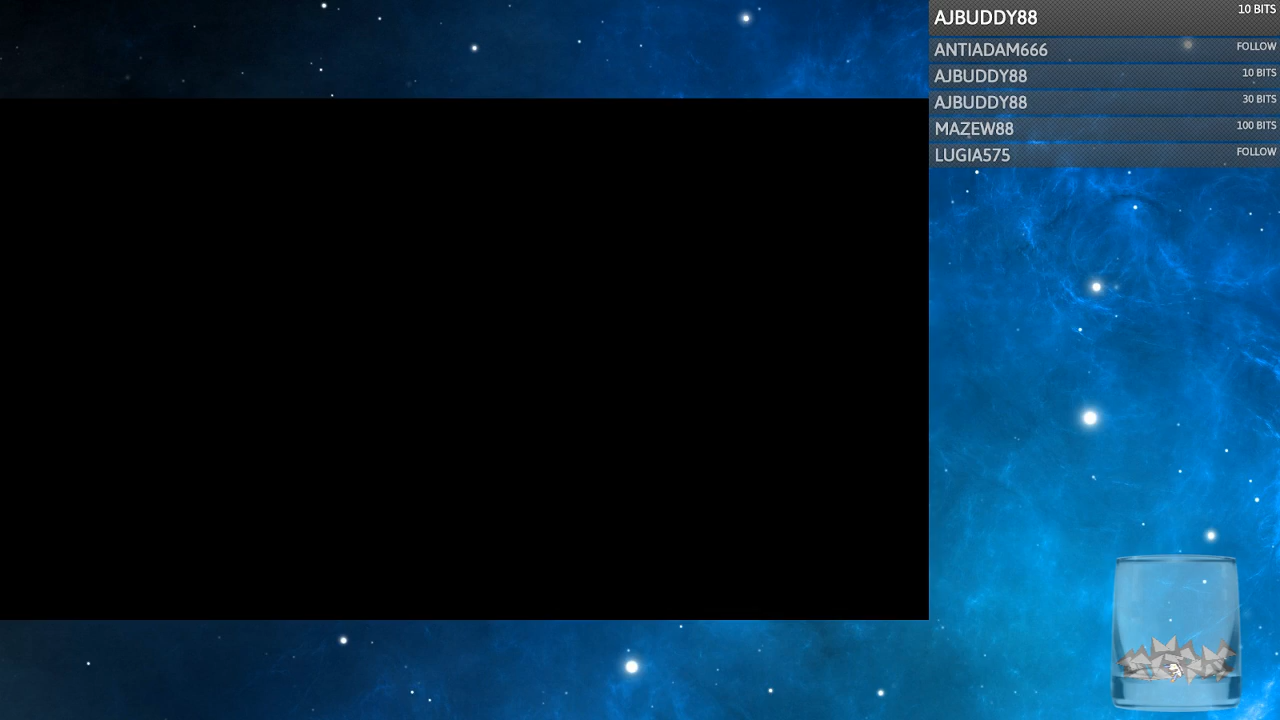 AJBUDDY88 10 BITS
ANTIADAM666 FOLLOW
AJBUDDY88 10 BITS
AJBUDDY88 30 BITS
MAZEW88 100 BITS
LUGIA575 FOLLOW